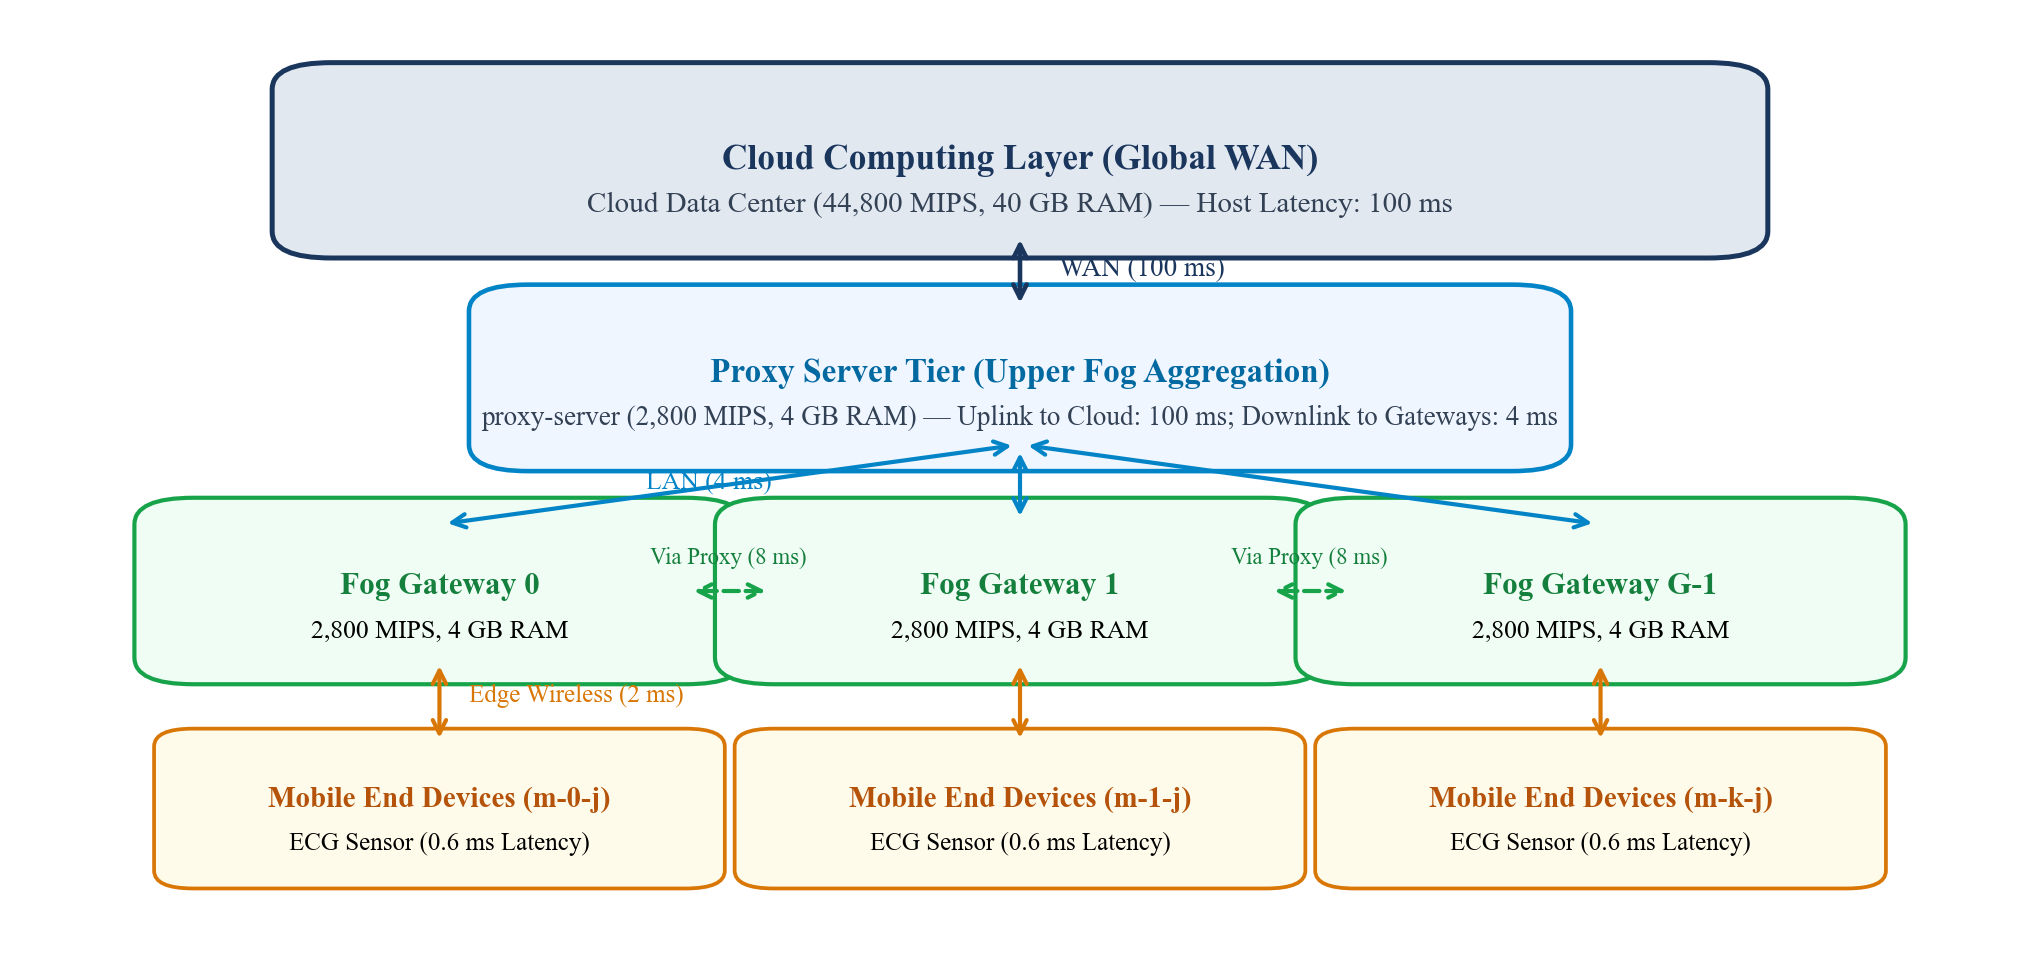 Cloud Computing Layer (Global WAN)
Cloud Data Center (44,800 MIPS, 40 GB RAM) — Host Latency: 100 ms
WAN (100 ms)
Proxy Server Tier (Upper Fog Aggregation)
proxy-server (2,800 MIPS, 4 GB RAM) — Uplink to Cloud: 100 ms; Downlink to Gateways: 4 ms
LAN (4 ms)
Via Proxy (8 ms)
Via Proxy (8 ms)
Fog Gateway 0
2,800 MIPS, 4 GB RAM
Fog Gateway 1
2,800 MIPS, 4 GB RAM
Fog Gateway G-1
2,800 MIPS, 4 GB RAM
Edge Wireless (2 ms)
Mobile End Devices (m-0-j)
ECG Sensor (0.6 ms Latency)
Mobile End Devices (m-1-j)
ECG Sensor (0.6 ms Latency)
Mobile End Devices (m-k-j)
ECG Sensor (0.6 ms Latency)